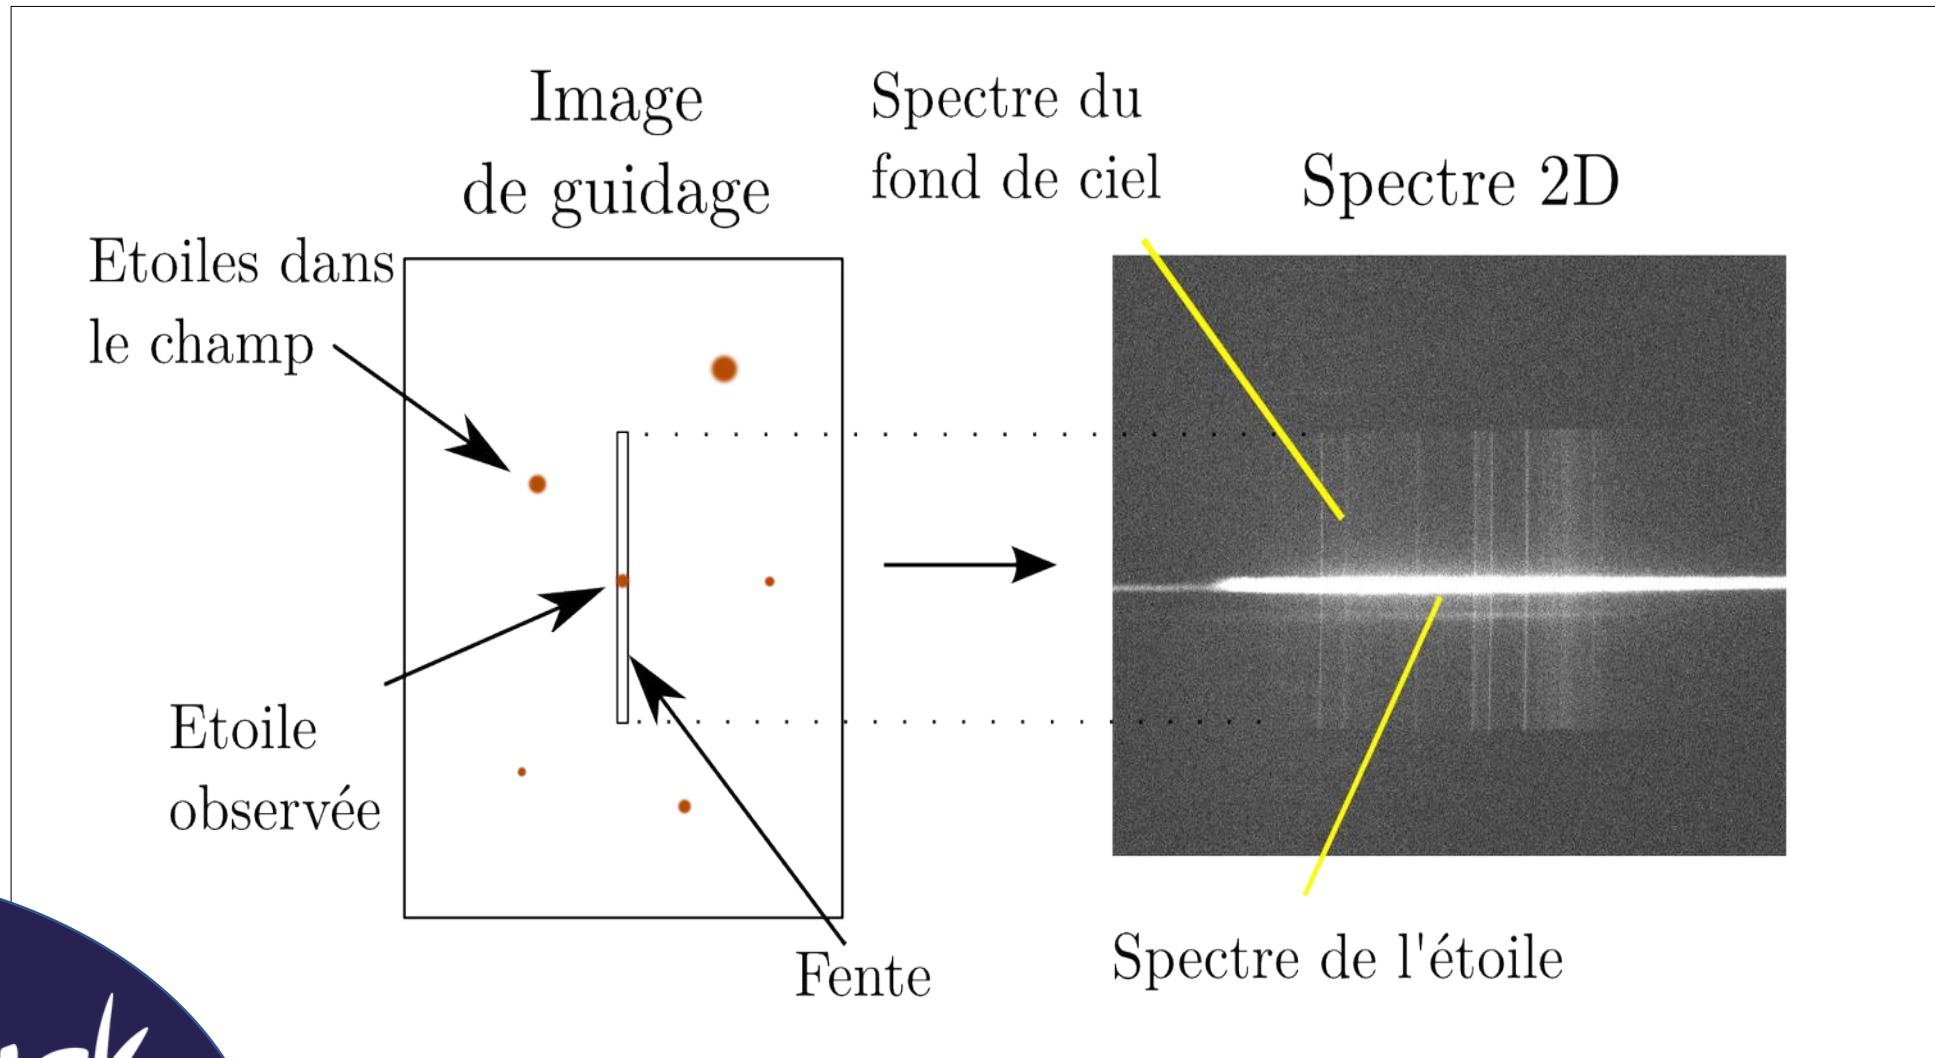 Image
de guidage
Spectre du
fond de ciel
Spectre 2D
Etoiles dans
le champ
Etoile
observée
Fente
Spectre de l'étoile